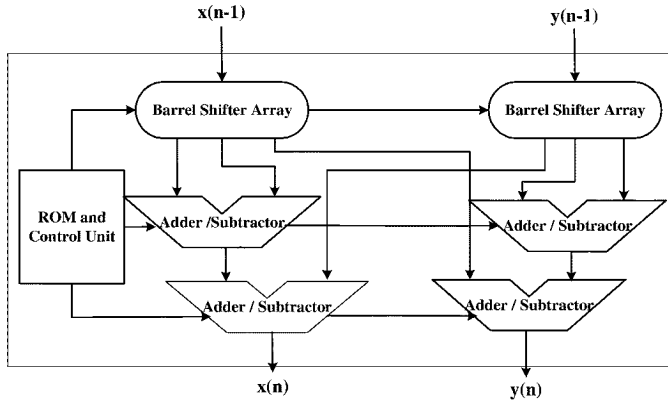 x(n-1)
y(n-1)
Barrel Shifter Array
Barrel Shifter Array
ROM and
Control Unit
Adder /Subtractor
Adder / Subtractor
Adder / Subtractor
Adder / Subtractor
x(n)
y(n)